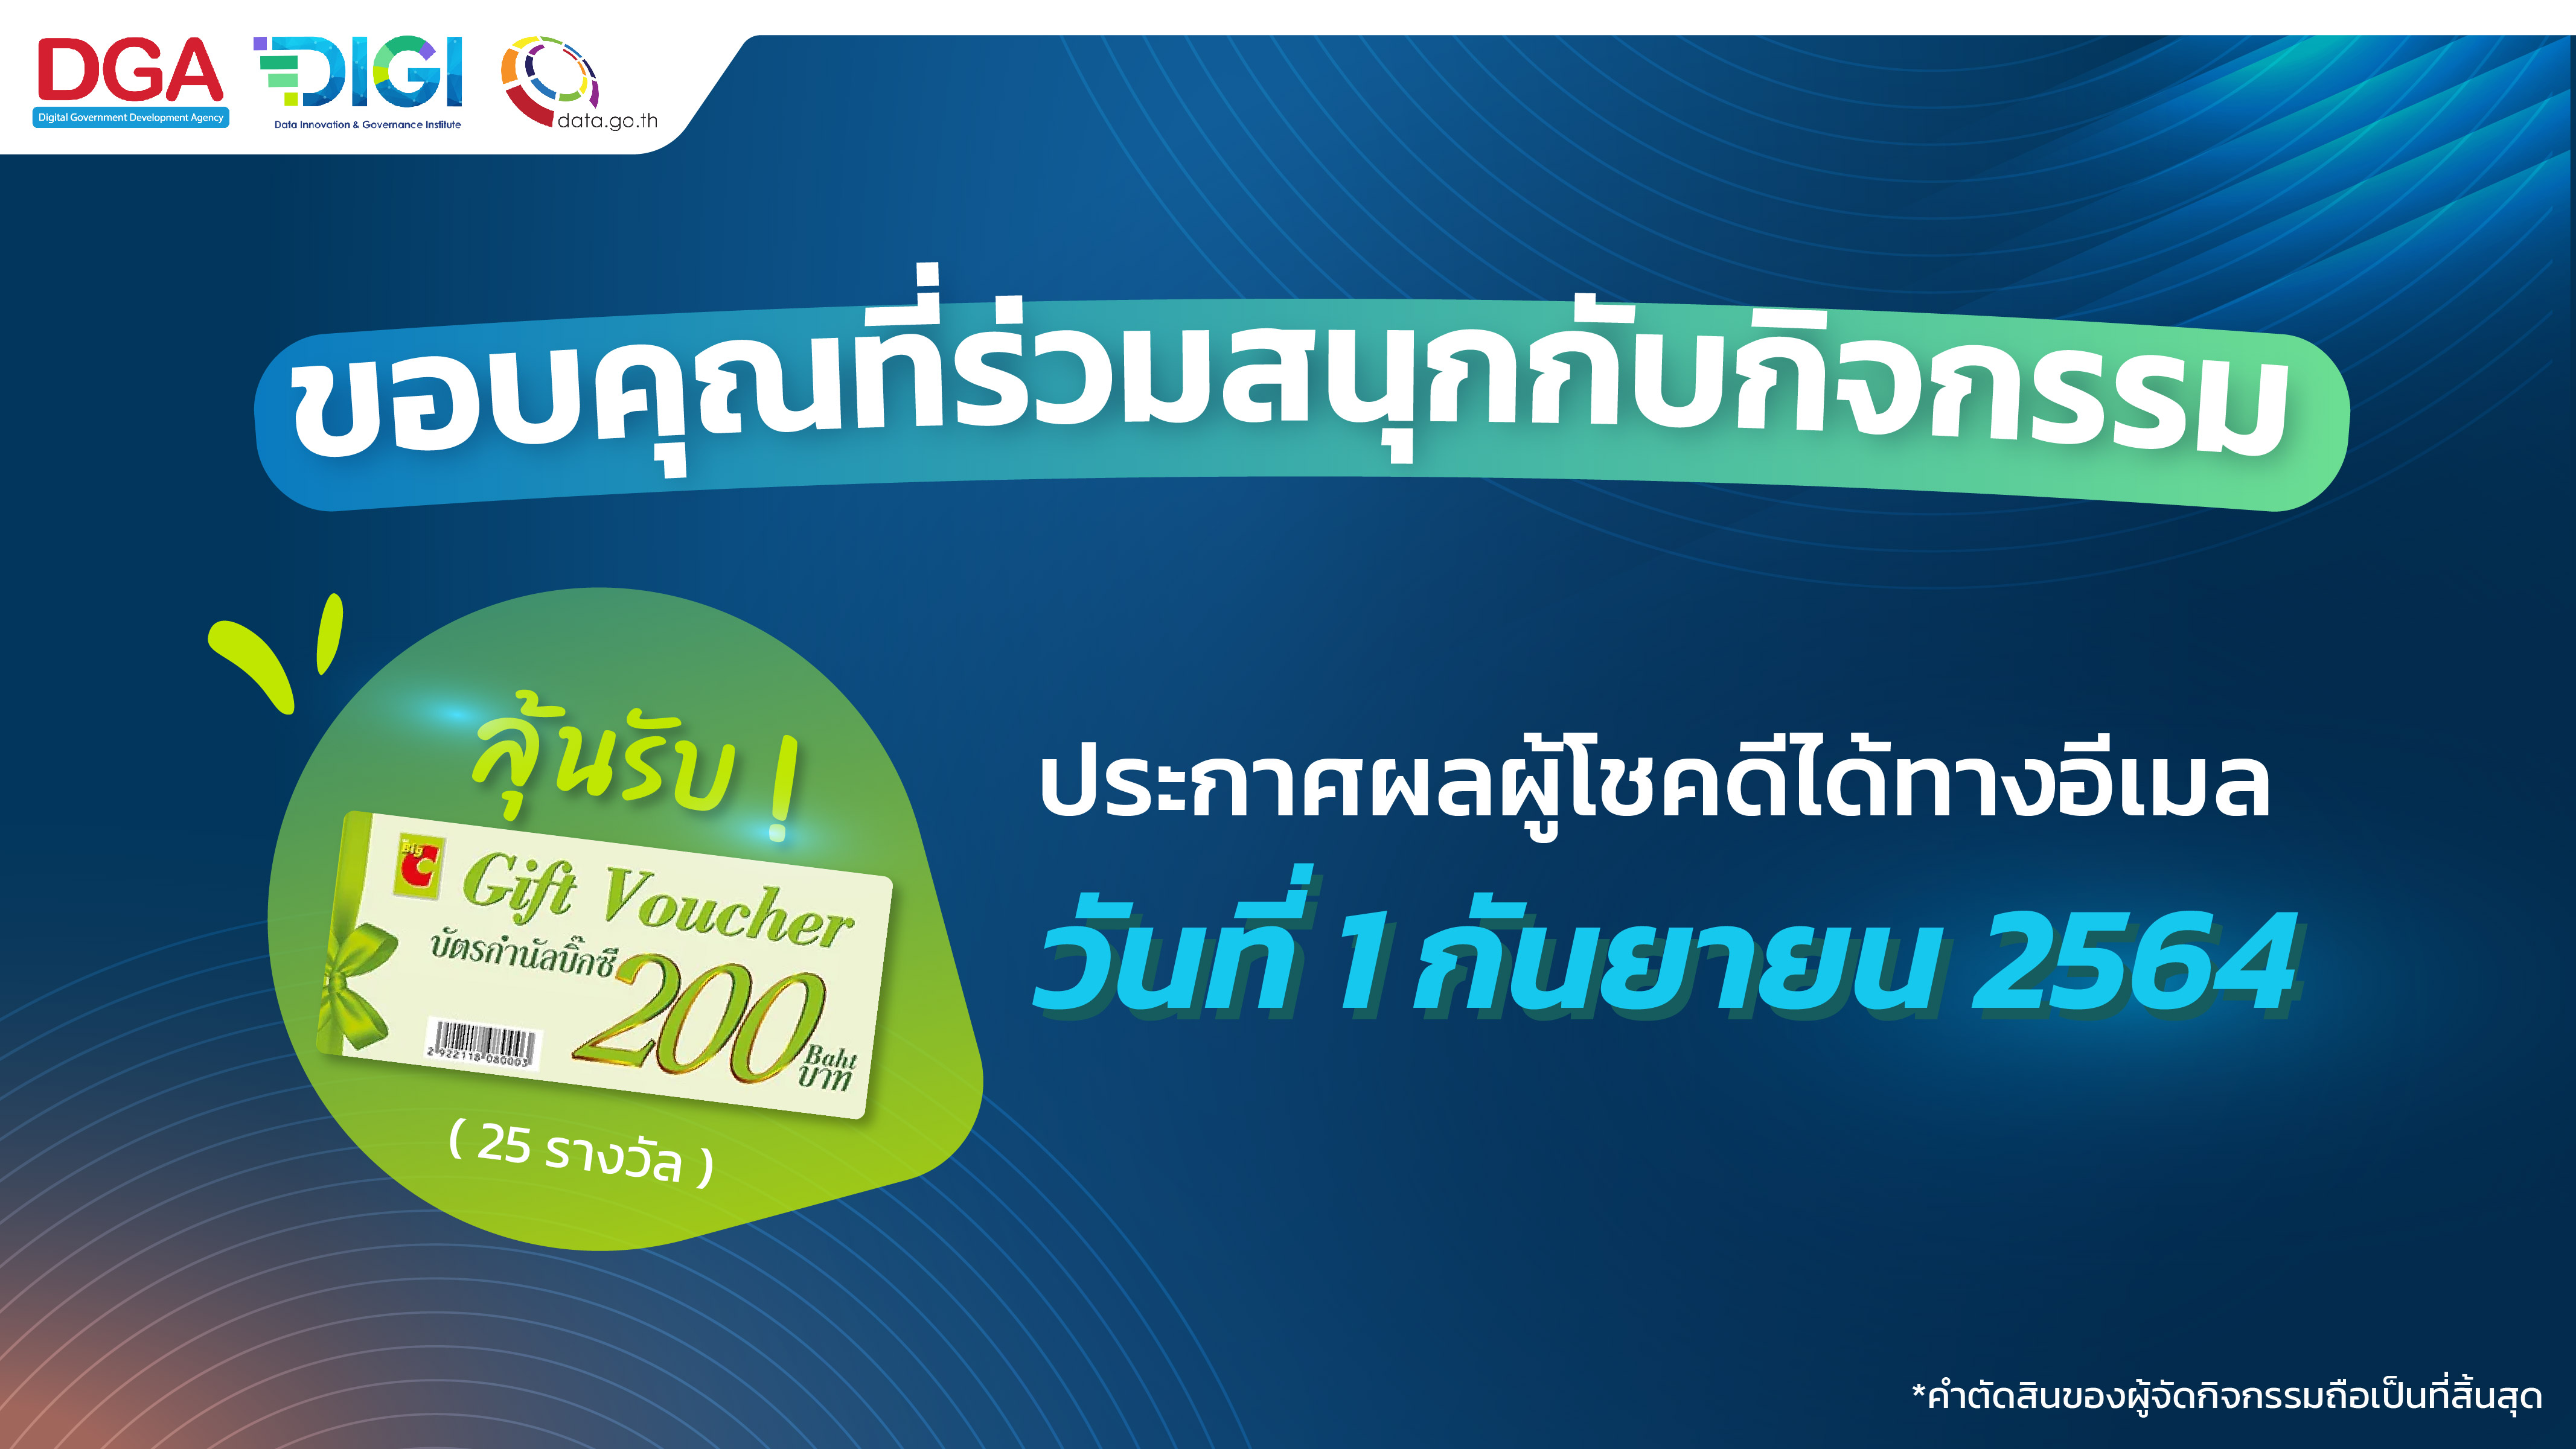 DGA
Digital Government Development Agency
DIGI
Data Innovation & Governance Institute
data.go.th
ขอบคุณที่ร่วมสนุกกับกิจกรรม
ลุ้นรับ !
Big C
Gift Voucher
บัตรกำนัลบิ๊กซี
200
Baht
บาท
2 922118 080003
( 25 รางวัล )
ประกาศผลผู้โชคดีได้ทางอีเมล
วันที่ 1 กันยายน 2564
*คำตัดสินของผู้จัดกิจกรรมถือเป็นที่สิ้นสุด